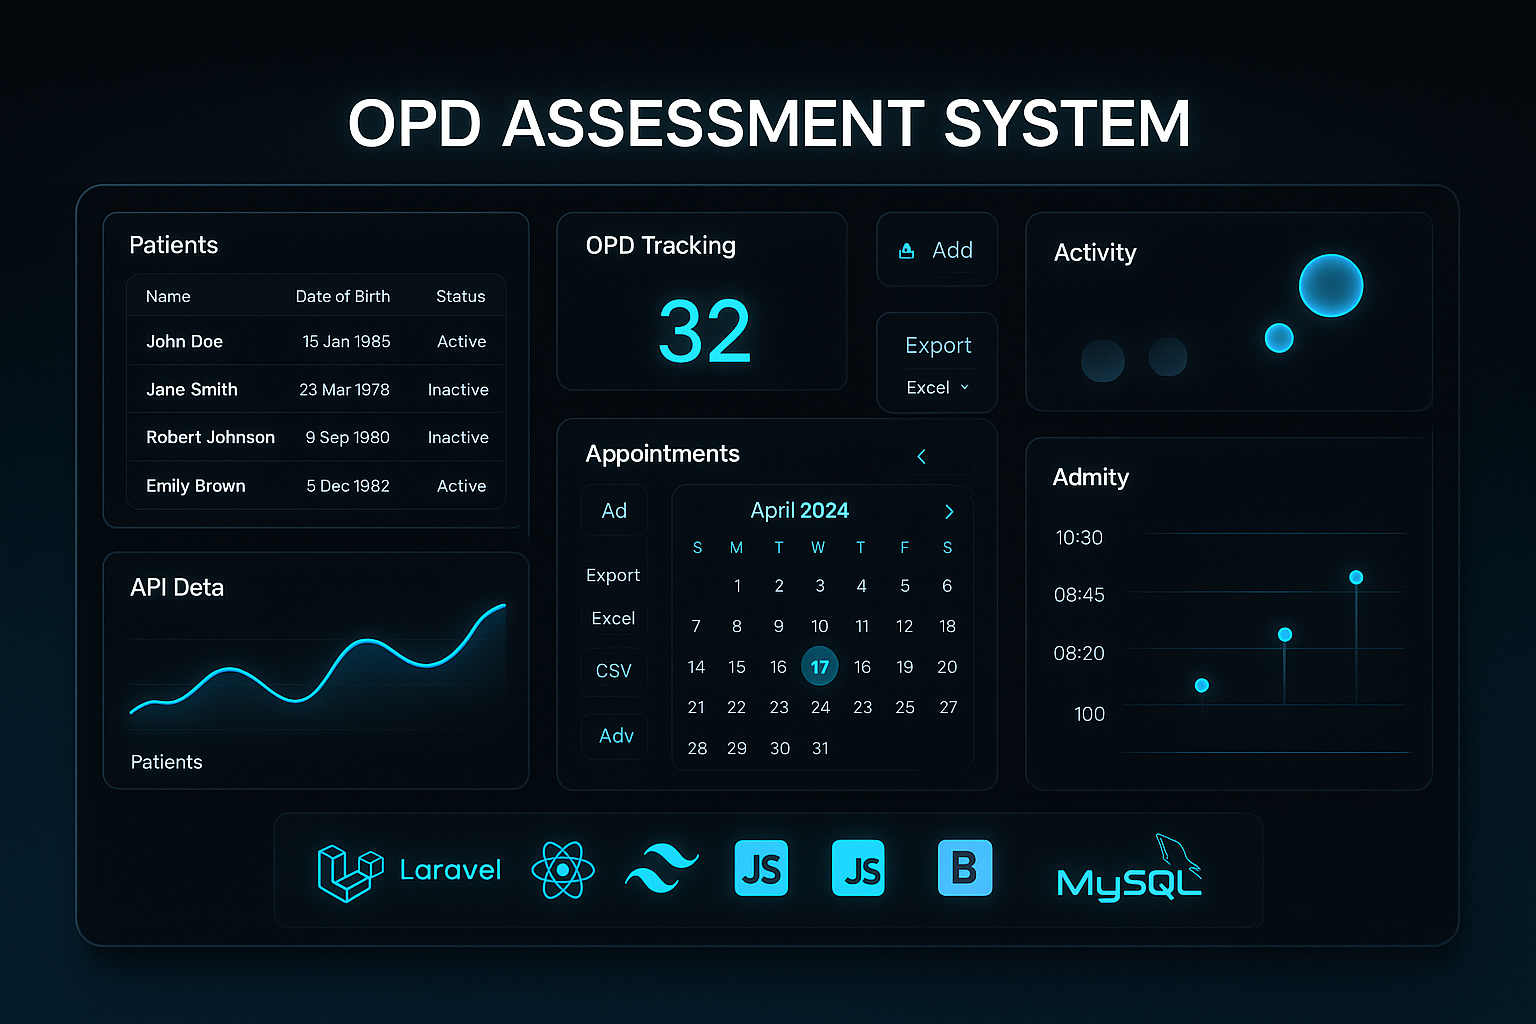 OPD ASSESSMENT SYSTEM
Patients
Name Date of Birth Status
John Doe 15 Jan 1985 Active
Jane Smith 23 Mar 1978 Inactive
Robert Johnson 9 Sep 1980 Inactive
Emily Brown 5 Dec 1982 Active
API Deta
Patients
OPD Tracking
32
Add
Export
Excel
Appointments
Ad
Export
Excel
CSV
Adv
April 2024
S M T W T F S
1 2 3 4 5 6
7 8 9 10 11 12 18
14 15 16 17 16 19 20
21 22 23 24 23 25 27
28 29 30 31
Activity
Admity
10:30
08:45
08:20
100
Laravel
JS
JS
B
MySQL